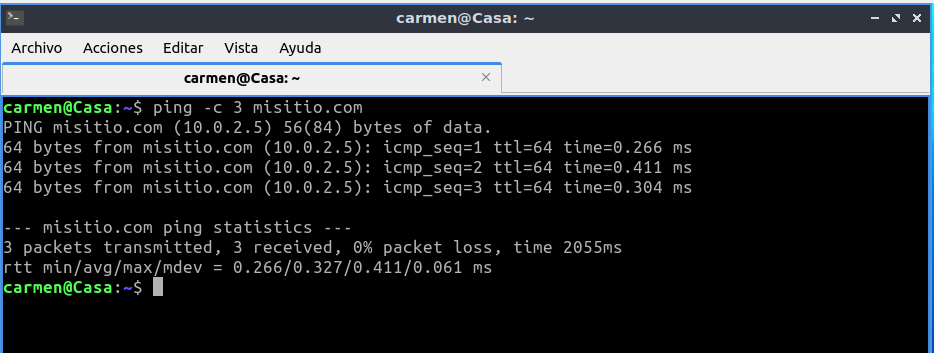 carmen@Casa: ~
Archivo Acciones Editar Vista Ayuda
carmen@Casa: ~
carmen@Casa:~$ ping -c 3 misitio.com
PING misitio.com (10.0.2.5) 56(84) bytes of data.
64 bytes from misitio.com (10.0.2.5): icmp_seq=1 ttl=64 time=0.266 ms
64 bytes from misitio.com (10.0.2.5): icmp_seq=2 ttl=64 time=0.411 ms
64 bytes from misitio.com (10.0.2.5): icmp_seq=3 ttl=64 time=0.304 ms
--- misitio.com ping statistics ---
3 packets transmitted, 3 received, 0% packet loss, time 2055ms
rtt min/avg/max/mdev = 0.266/0.327/0.411/0.061 ms
carmen@Casa:~$